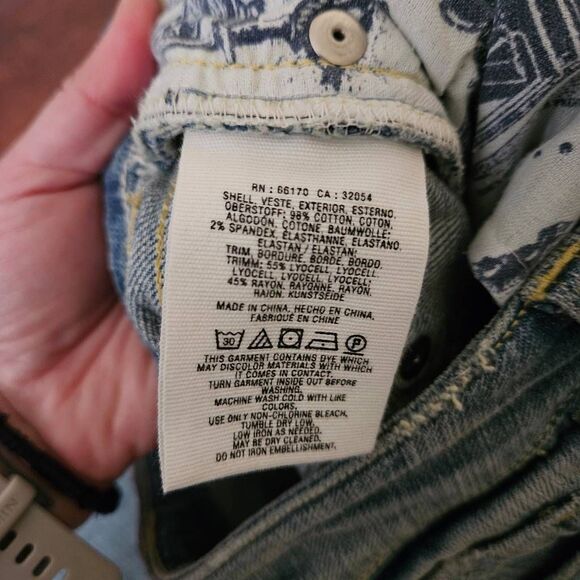 RN : 66170 CA : 32054
SHELL, VESTE, EXTERIOR, ESTERNO,
OBERSTOFF: 98% COTTON, COTON,
ALGODÓN, COTONE, BAUMWOLLE;
2% SPANDEX, ELASTHANNE, ELASTANO,
ELASTAN / ELASTAN;
TRIM, BORDURE, BORDE, BORDO,
TRIMM: 55% LYOCELL, LYOCELL,
LYOCELL, LYOCELL, LYOCELL;
45% RAYON, RAYONNE, RAYON,
RAION, KUNSTSEIDE
MADE IN CHINA, HECHO EN CHINA,
FABRIQUÉ EN CHINE
30 P
THIS GARMENT CONTAINS DYE WHICH
MAY DISCOLOR MATERIALS WITH WHICH
IT COMES IN CONTACT.
TURN GARMENT INSIDE OUT BEFORE
WASHING.
MACHINE WASH COLD WITH LIKE
COLORS.
USE ONLY NON-CHLORINE BLEACH.
TUMBLE DRY LOW.
LOW IRON AS NEEDED.
MAY BE DRY CLEANED.
DO NOT IRON EMBELLISHMENT.